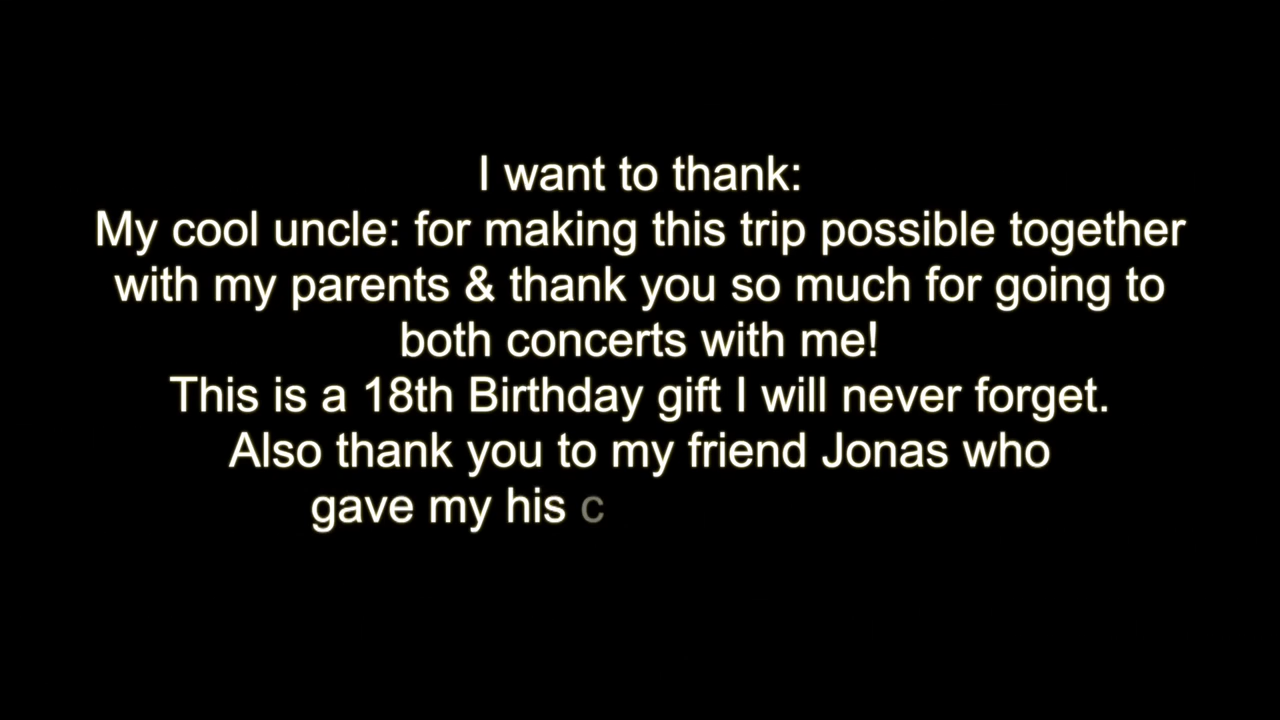 I want to thank:
My cool uncle: for making this trip possible together
with my parents & thank you so much for going to
both concerts with me!
This is a 18th Birthday gift I will never forget.
Also thank you to my friend Jonas who
gave my his c